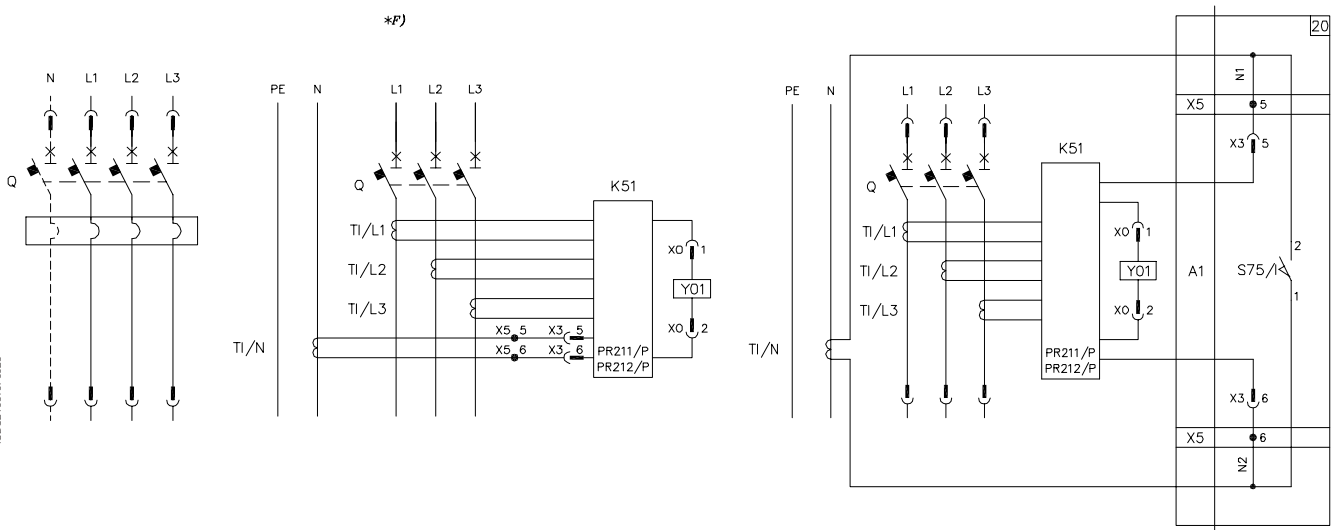 *F)
20
N L1 L2 L3
Q
PE N L1 L2 L3
Q
K51
TI/L1
TI/L2
TI/L3
TI/N
X5 5 X3 5
X5 6 X3 6
PR211/P
PR212/P
X0 1
Y01
X0 2
PE N L1 L2 L3
Q
K51
TI/L1
TI/L2
TI/L3
TI/N
PR211/P
PR212/P
X0 1
Y01
X0 2
N1
X5 5
X3 5
A1
S75/I
2
1
X3 6
X5 6
N2